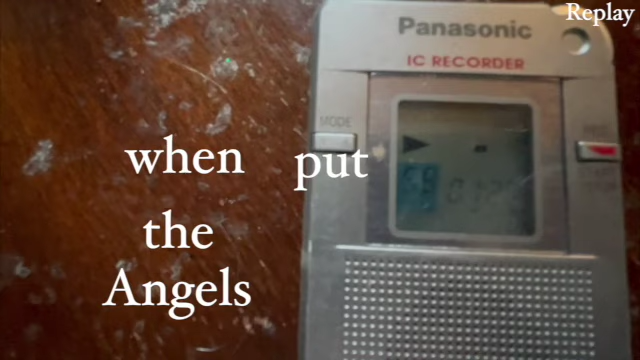 Replay
Panasonic
IC RECORDER
MODE
when put
the
Angels